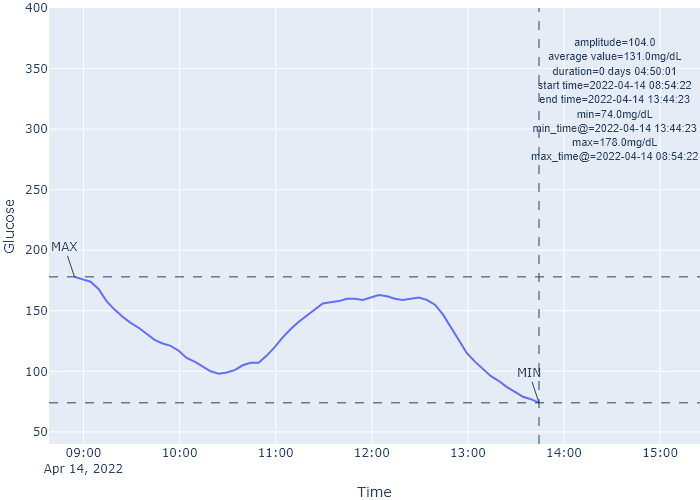 400
350
300
250
200
150
100
50
Glucose
amplitude=104.0
average value=131.0mg/dL
duration=0 days 04:50:01
start time=2022-04-14 08:54:22
end time=2022-04-14 13:44:23
min=74.0mg/dL
min_time@=2022-04-14 13:44:23
max=178.0mg/dL
max_time@=2022-04-14 08:54:22
MAX
MIN
09:00 10:00 11:00 12:00 13:00 14:00 15:00
Apr 14, 2022
Time